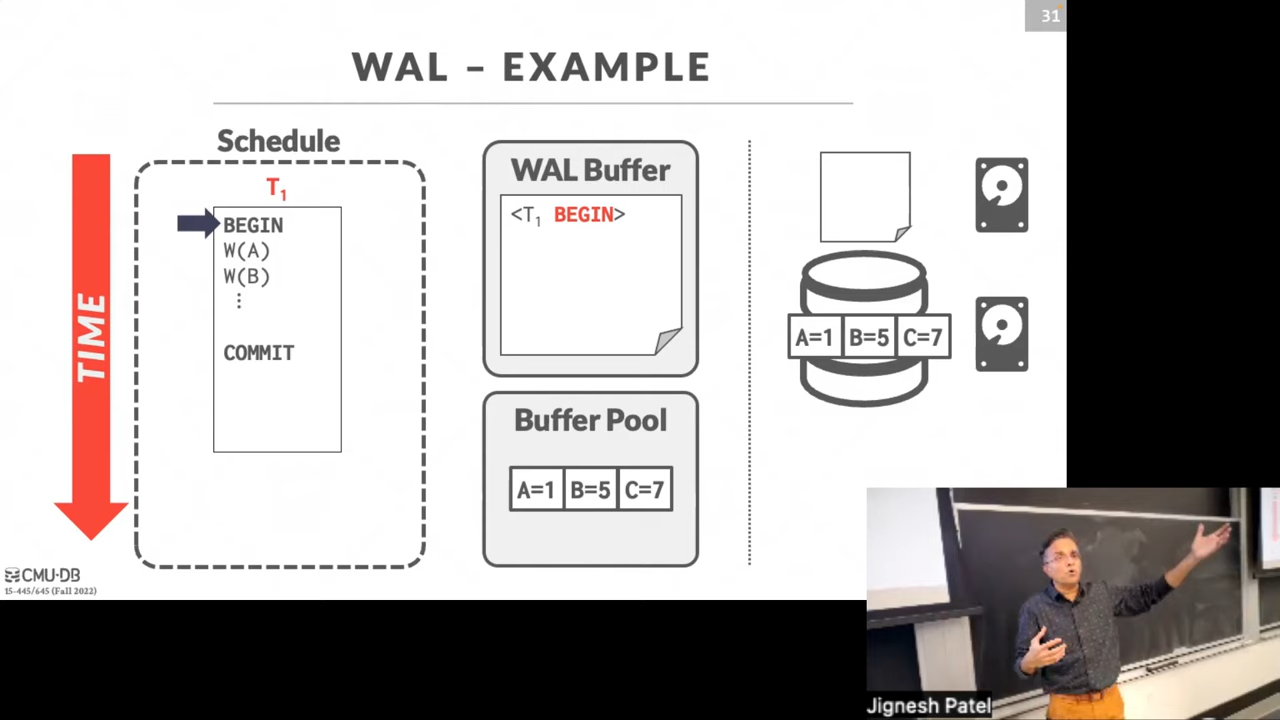 31
WAL – EXAMPLE
Schedule
TIME
T1
BEGIN
W(A)
W(B)
⋮
COMMIT
WAL Buffer
<T1 BEGIN>
Buffer Pool
A=1 B=5 C=7
A=1 B=5 C=7
CMU·DB
15-445/645 (Fall 2022)
Jignesh Patel